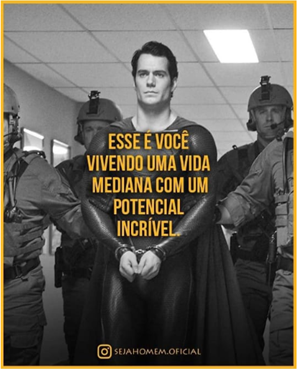 ESSE É VOCÊ
VIVENDO UMA VIDA
MEDIANA COM UM
POTENCIAL
INCRÍVEL.
SEJAHOMEM.OFICIAL